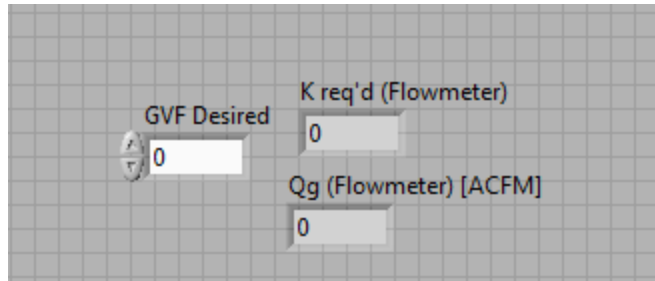 K req'd (Flowmeter)
GVF Desired
0
0
Qg (Flowmeter) [ACFM]
0